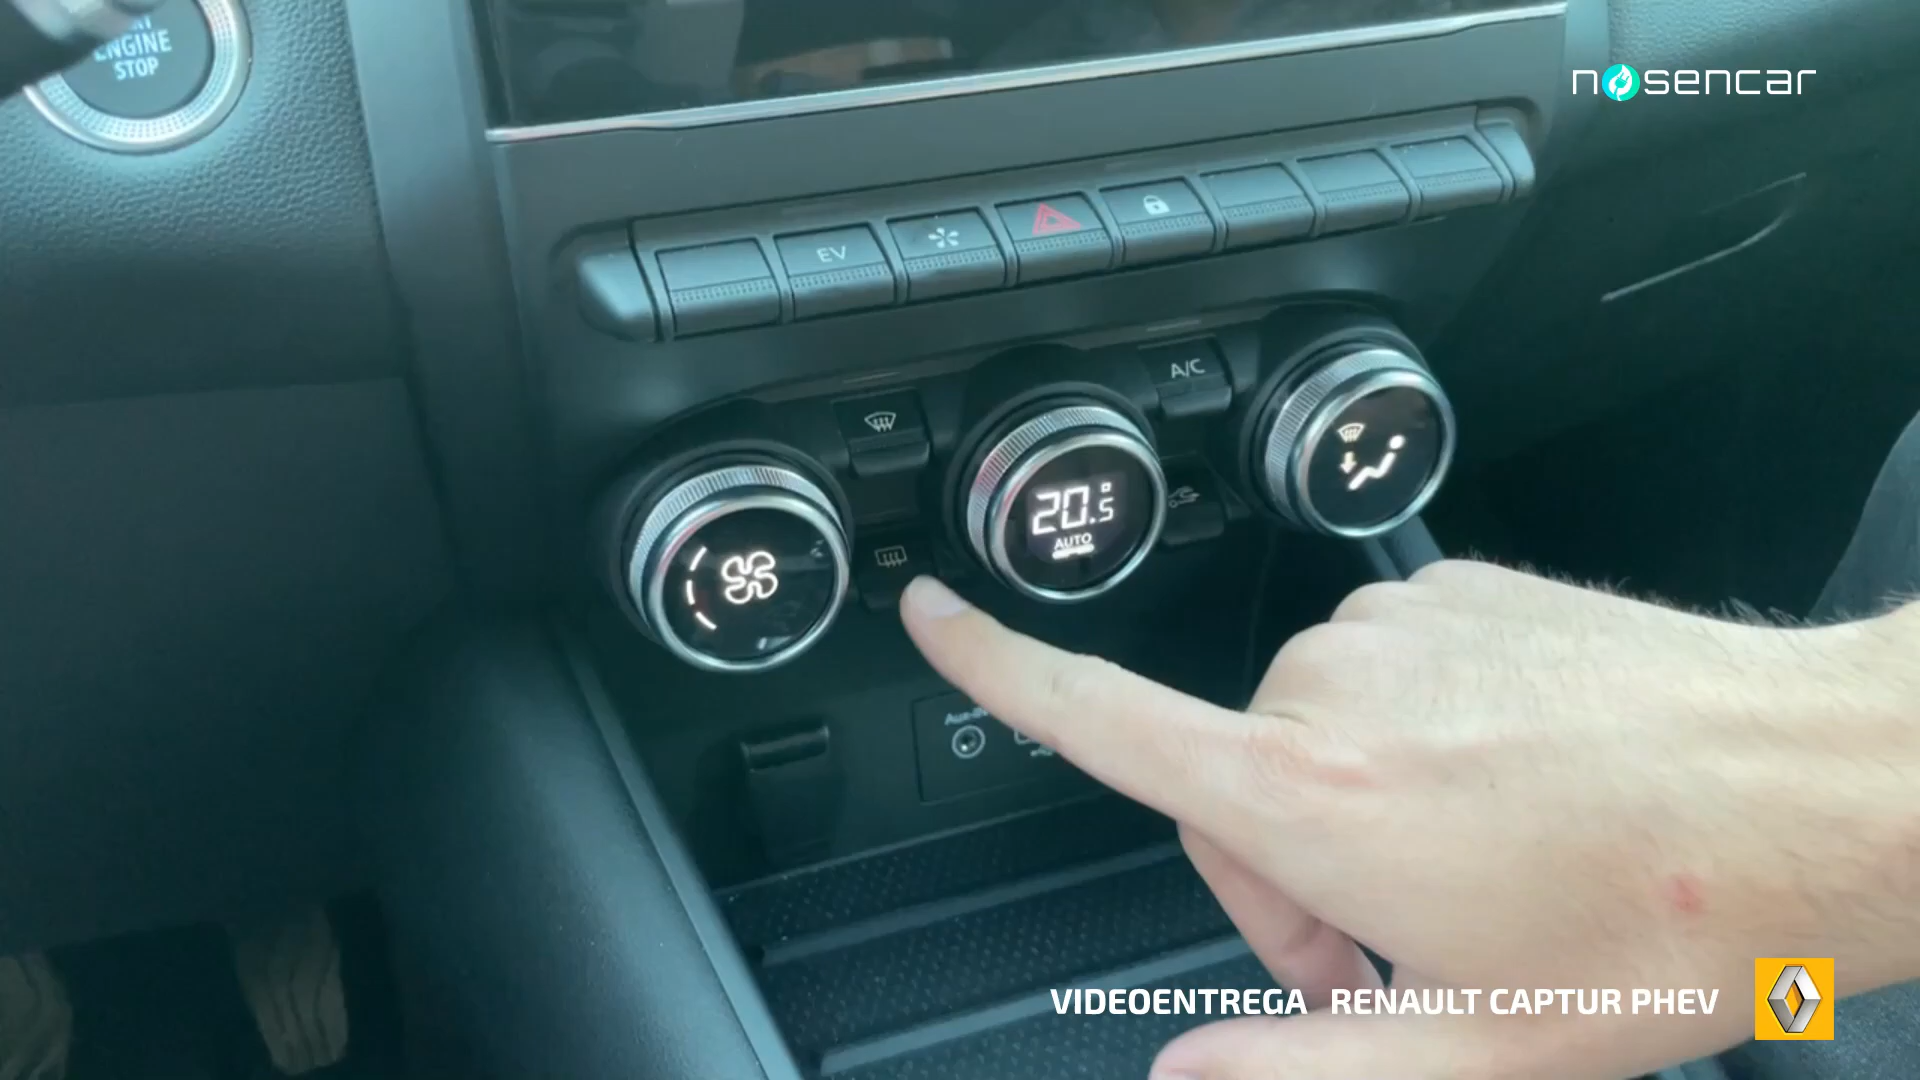 ENGINE
STOP
nosencar
EV
A/C
20.5°
AUTO
VIDEOENTREGA RENAULT CAPTUR PHEV